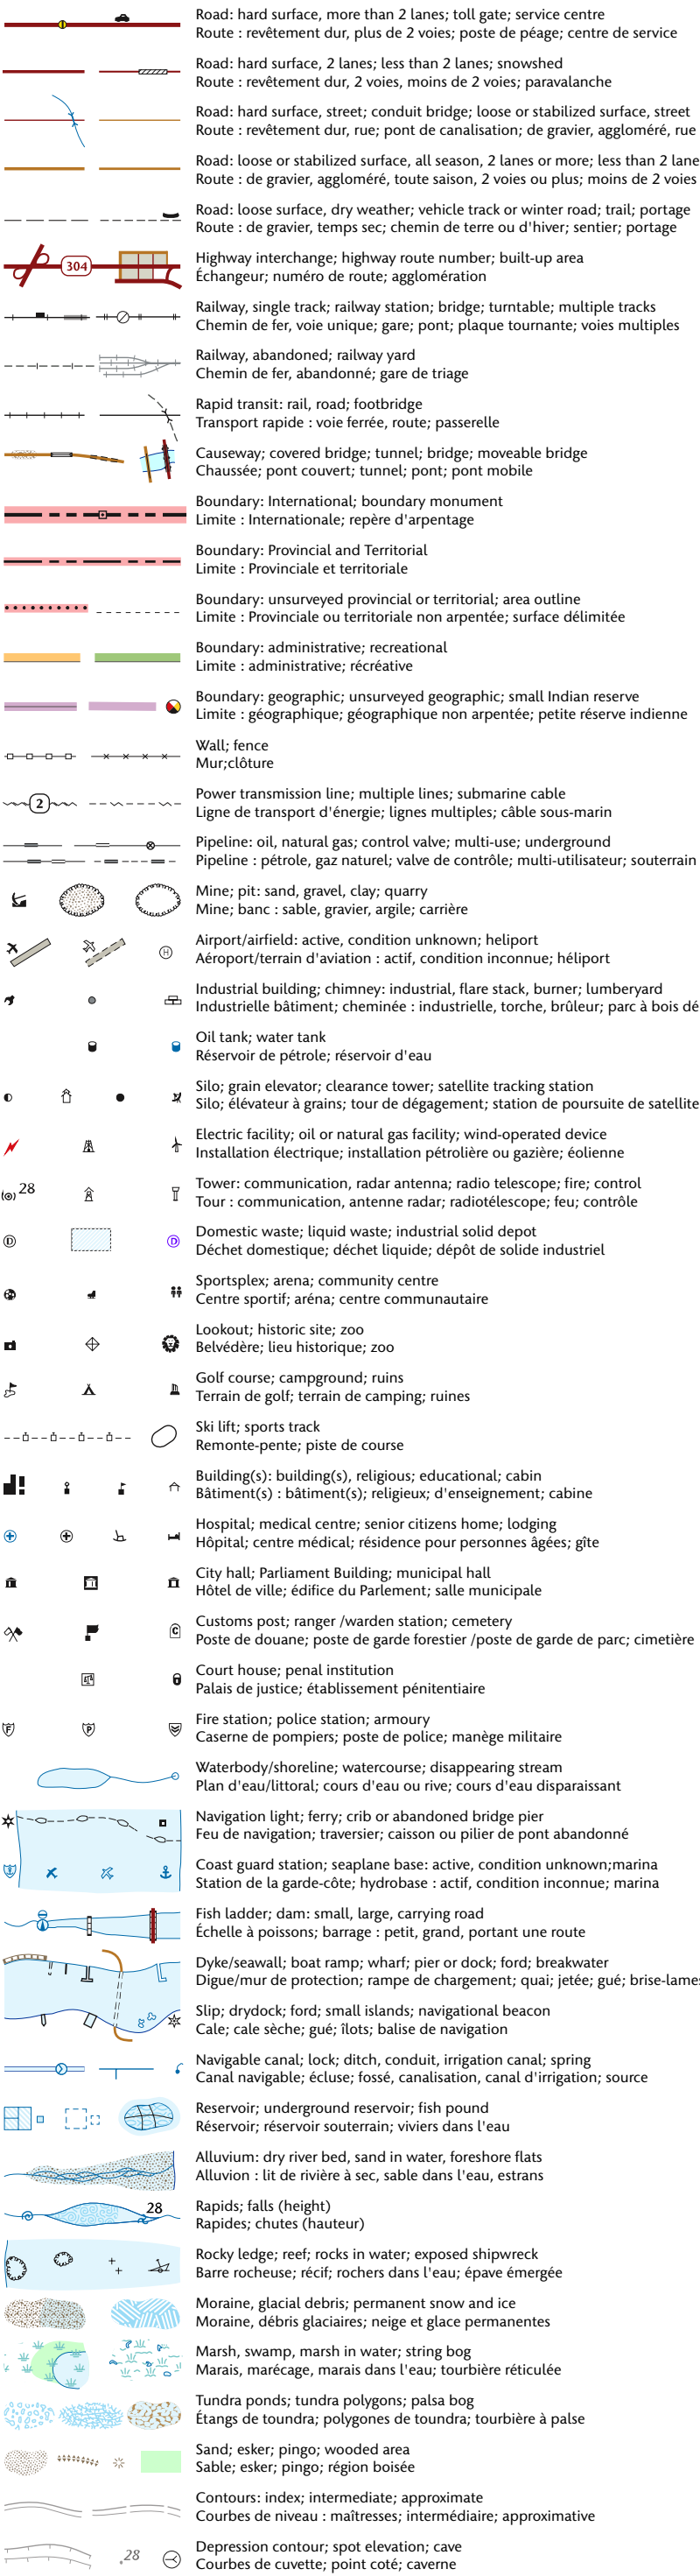 Road: hard surface, more than 2 lanes; toll gate; service centre
Route : revêtement dur, plus de 2 voies; poste de péage; centre de service
Road: hard surface, 2 lanes; less than 2 lanes; snowshed
Route : revêtement dur, 2 voies, moins de 2 voies; paravalanche
Road: hard surface, street; conduit bridge; loose or stabilized surface, street
Route : revêtement dur, rue; pont de canalisation; de gravier, aggloméré, rue
Road: loose or stabilized surface, all season, 2 lanes or more; less than 2 lane
Route : de gravier, aggloméré, toute saison, 2 voies ou plus; moins de 2 voies
Road: loose surface, dry weather; vehicle track or winter road; trail; portage
Route : de gravier, temps sec; chemin de terre ou d'hiver; sentier; portage
304
Highway interchange; highway route number; built-up area
Échangeur; numéro de route; agglomération
Railway, single track; railway station; bridge; turntable; multiple tracks
Chemin de fer, voie unique; gare; pont; plaque tournante; voies multiples
Railway, abandoned; railway yard
Chemin de fer, abandonné; gare de triage
Rapid transit: rail, road; footbridge
Transport rapide : voie ferrée, route; passerelle
Causeway; covered bridge; tunnel; bridge; moveable bridge
Chaussée; pont couvert; tunnel; pont; pont mobile
Boundary: International; boundary monument
Limite : Internationale; repère d'arpentage
Boundary: Provincial and Territorial
Limite : Provinciale et territoriale
Boundary: unsurveyed provincial or territorial; area outline
Limite : Provinciale ou territoriale non arpentée; surface délimitée
Boundary: administrative; recreational
Limite : administrative; récréative
Boundary: geographic; unsurveyed geographic; small Indian reserve
Limite : géographique; géographique non arpentée; petite réserve indienne
Wall; fence
Mur;clôture
2
Power transmission line; multiple lines; submarine cable
Ligne de transport d'énergie; lignes multiples; câble sous-marin
Pipeline: oil, natural gas; control valve; multi-use; underground
Pipeline : pétrole, gaz naturel; valve de contrôle; multi-utilisateur; souterrain
Mine; pit: sand, gravel, clay; quarry
Mine; banc : sable, gravier, argile; carrière
H
Airport/airfield: active, condition unknown; heliport
Aéroport/terrain d'aviation : actif, condition inconnue; héliport
Industrial building; chimney: industrial, flare stack, burner; lumberyard
Industrielle bâtiment; cheminée : industrielle, torche, brûleur; parc à bois dé
Oil tank; water tank
Réservoir de pétrole; réservoir d'eau
Silo; grain elevator; clearance tower; satellite tracking station
Silo; élévateur à grains; tour de dégagement; station de poursuite de satellite
Electric facility; oil or natural gas facility; wind-operated device
Installation électrique; installation pétrolière ou gazière; éolienne
28
Tower: communication, radar antenna; radio telescope; fire; control
Tour : communication, antenne radar; radiotélescope; feu; contrôle
D
D
Domestic waste; liquid waste; industrial solid depot
Déchet domestique; déchet liquide; dépôt de solide industriel
Sportsplex; arena; community centre
Centre sportif; aréna; centre communautaire
Lookout; historic site; zoo
Belvédère; lieu historique; zoo
Golf course; campground; ruins
Terrain de golf; terrain de camping; ruines
Ski lift; sports track
Remonte-pente; piste de course
Building(s): building(s), religious; educational; cabin
Bâtiment(s) : bâtiment(s); religieux; d'enseignement; cabine
Hospital; medical centre; senior citizens home; lodging
Hôpital; centre médical; résidence pour personnes âgées; gîte
City hall; Parliament Building; municipal hall
Hôtel de ville; édifice du Parlement; salle municipale
C
Customs post; ranger /warden station; cemetery
Poste de douane; poste de garde forestier /poste de garde de parc; cimetière
Court house; penal institution
Palais de justice; établissement pénitentiaire
F
P
Fire station; police station; armoury
Caserne de pompiers; poste de police; manège militaire
Waterbody/shoreline; watercourse; disappearing stream
Plan d'eau/littoral; cours d'eau ou rive; cours d'eau disparaissant
Navigation light; ferry; crib or abandoned bridge pier
Feu de navigation; traversier; caisson ou pilier de pont abandonné
Coast guard station; seaplane base: active, condition unknown;marina
Station de la garde-côte; hydrobase : actif, condition inconnue; marina
Fish ladder; dam: small, large, carrying road
Échelle à poissons; barrage : petit, grand, portant une route
Dyke/seawall; boat ramp; wharf; pier or dock; ford; breakwater
Digue/mur de protection; rampe de chargement; quai; jetée; gué; brise-lames
Slip; drydock; ford; small islands; navigational beacon
Cale; cale sèche; gué; îlots; balise de navigation
Navigable canal; lock; ditch, conduit, irrigation canal; spring
Canal navigable; écluse; fossé, canalisation, canal d'irrigation; source
Reservoir; underground reservoir; fish pound
Réservoir; réservoir souterrain; viviers dans l'eau
Alluvium: dry river bed, sand in water, foreshore flats
Alluvion : lit de rivière à sec, sable dans l'eau, estrans
28
Rapids; falls (height)
Rapides; chutes (hauteur)
Rocky ledge; reef; rocks in water; exposed shipwreck
Barre rocheuse; récif; rochers dans l'eau; épave émergée
Moraine, glacial debris; permanent snow and ice
Moraine, débris glaciaires; neige et glace permanentes
Marsh, swamp, marsh in water; string bog
Marais, marécage, marais dans l'eau; tourbière réticulée
Tundra ponds; tundra polygons; palsa bog
Étangs de toundra; polygones de toundra; tourbière à palse
Sand; esker; pingo; wooded area
Sable; esker; pingo; région boisée
Contours: index; intermediate; approximate
Courbes de niveau : maîtresses; intermédiaire; approximative
.28
Depression contour; spot elevation; cave
Courbes de cuvette; point coté; caverne